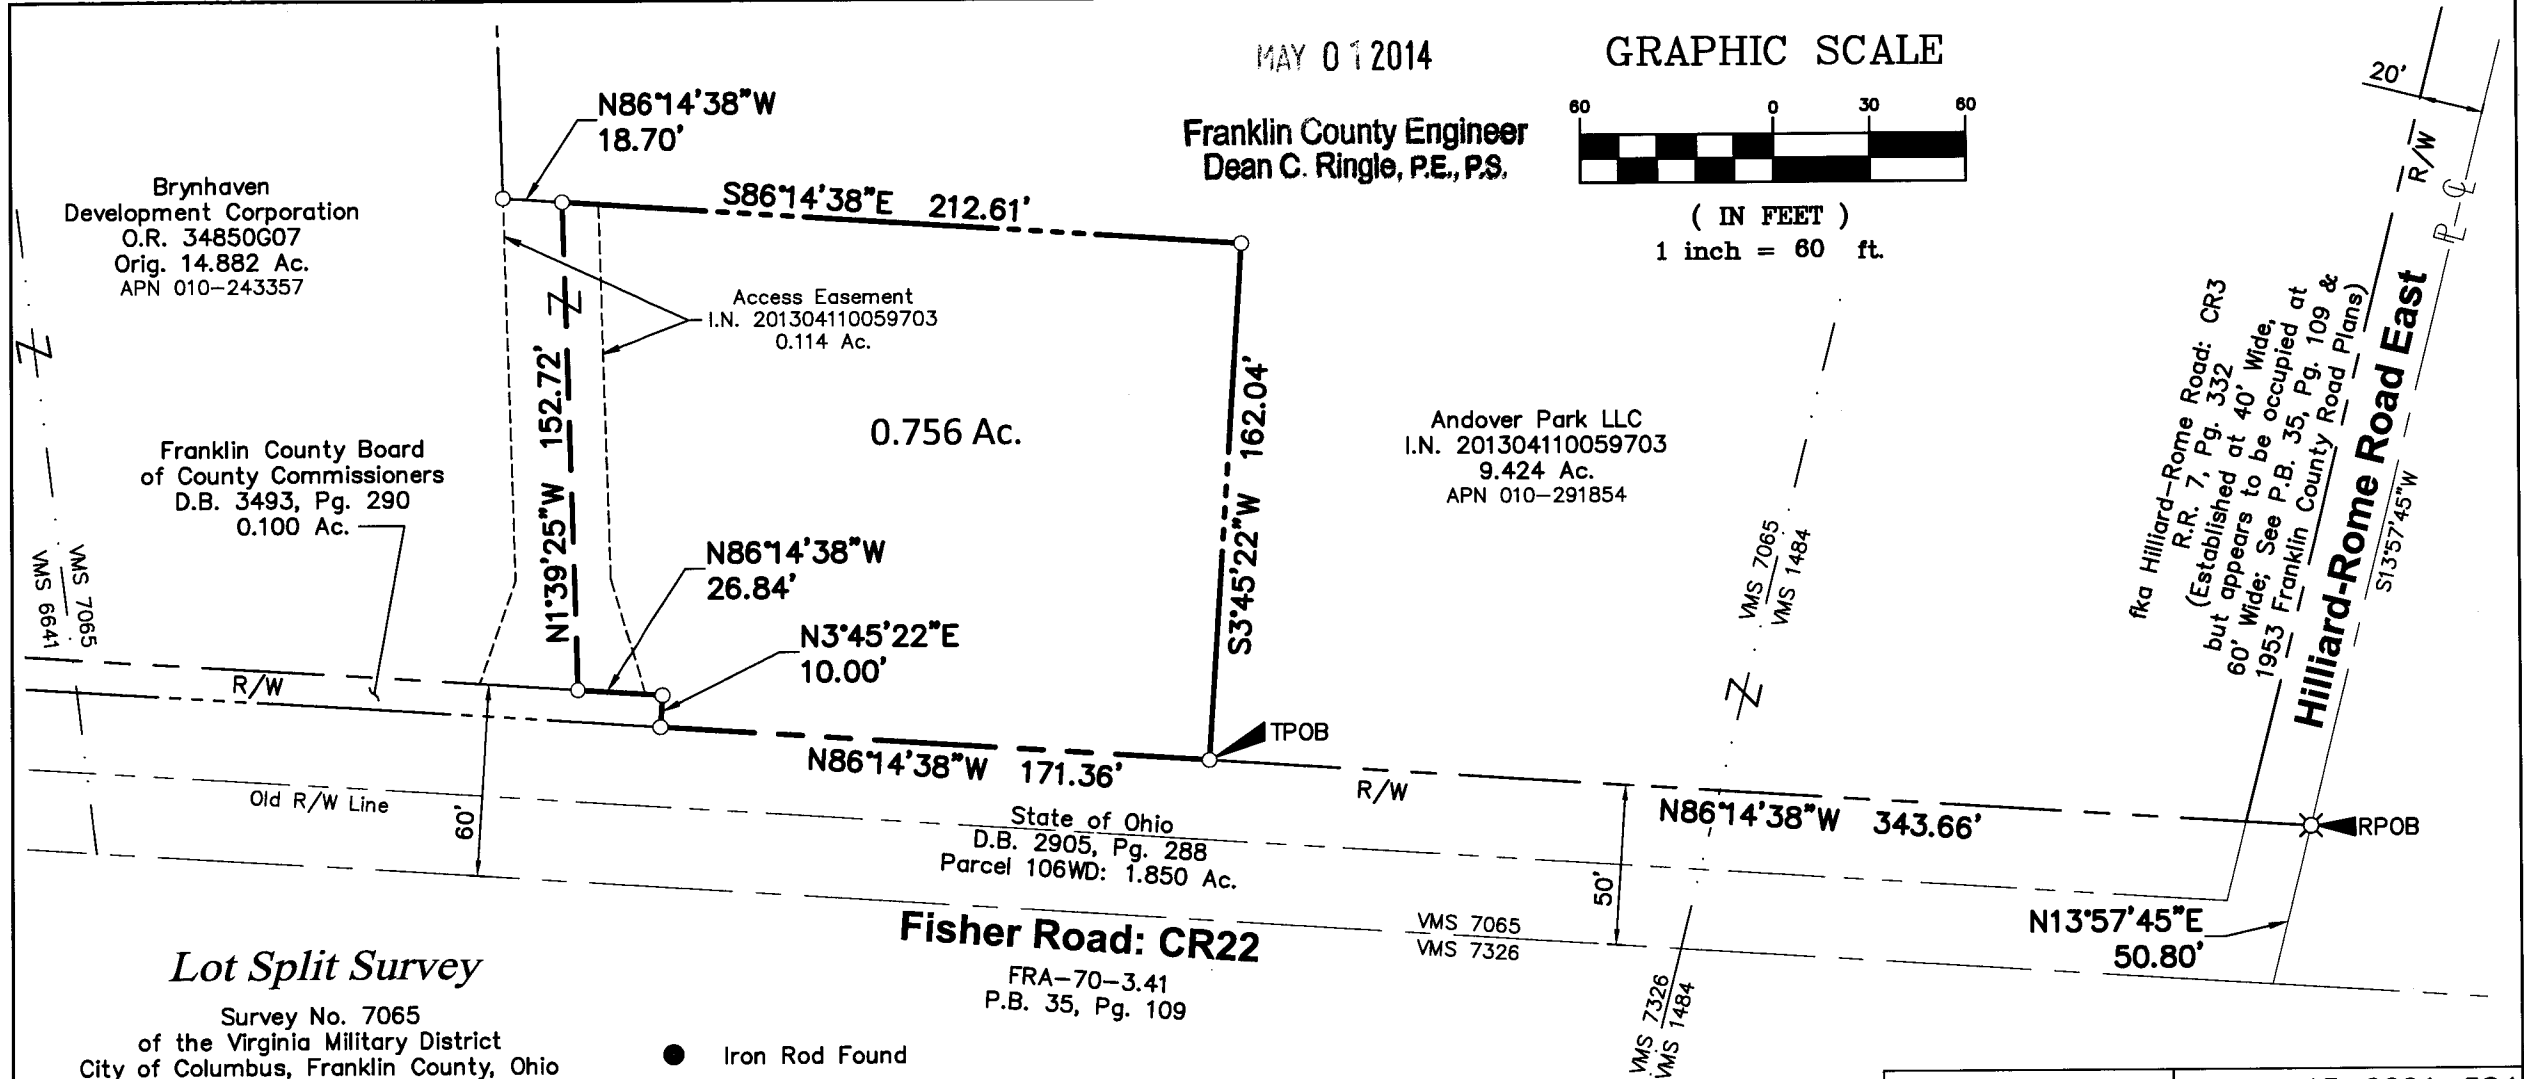 MAY 01 2014
Franklin County Engineer
Dean C. Ringle, P.E., P.S.
GRAPHIC SCALE
60 0 30 60
( IN FEET )
1 inch = 60 ft.
20'
R/W
PL
CL
N86°14'38"W
18.70'
S86°14'38"E 212.61'
Brynhaven
Development Corporation
O.R. 34850G07
Orig. 14.882 Ac.
APN 010-243357
Access Easement
I.N. 201304110059703
0.114 Ac.
N1°39'25"W 152.72'
0.756 Ac.
S3°45'22"W 162.04'
Andover Park LLC
I.N. 201304110059703
9.424 Ac.
APN 010-291854
Franklin County Board
of County Commissioners
D.B. 3493, Pg. 290
0.100 Ac.
VMS 7065
VMS 6641
N86°14'38"W
26.84'
N3°45'22"E
10.00'
VMS 7065
VMS 1484
fka Hilliard-Rome Road: CR3
R.R. 7, Pg. 332
(Established at 40' Wide,
but appears to be occupied at
60' Wide; See P.B. 35, Pg. 109 &
1953 Franklin County Road Plans)
Hilliard-Rome Road East
S13°57'45"W
R/W
TPOB
N86°14'38"W 171.36'
R/W
N86°14'38"W 343.66'
RPOB
Old R/W Line
60'
State of Ohio
D.B. 2905, Pg. 288
Parcel 106WD: 1.850 Ac.
50'
Fisher Road: CR22
FRA-70-3.41
P.B. 35, Pg. 109
VMS 7065
VMS 7326
N13°57'45"E
50.80'
VMS 7326
VMS 1484
Lot Split Survey
Survey No. 7065
of the Virginia Military District
City of Columbus, Franklin County, Ohio
Iron Rod Found